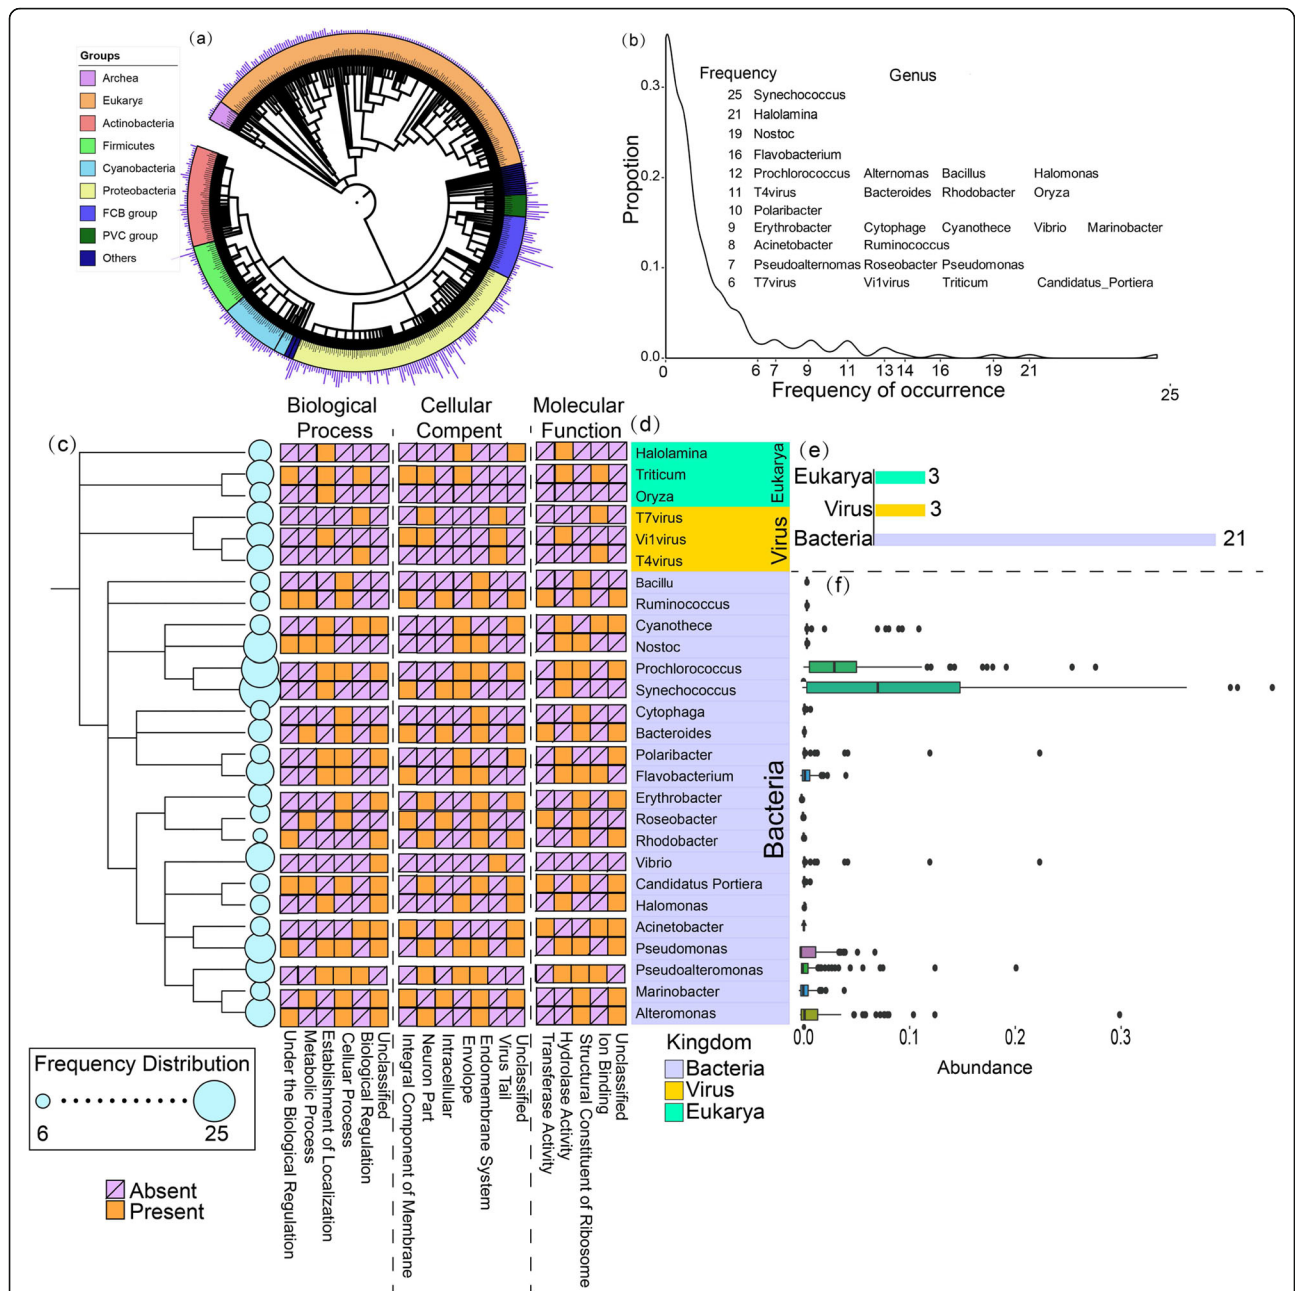 (a)
Groups
Archea
Eukarya
Actinobacteria
Firmicutes
Cyanobacteria
Proteobacteria
FCB group
PVC group
Others
(b)
Propotion
0.3
0.2
0.1
0.0
Frequency Genus
25 Synechococcus
21 Halolamina
19 Nostoc
16 Flavobacterium
12 Prochlorococcus Alternomas Bacillus Halomonas
11 T4virus Bacteroides Rhodobacter Oryza
10 Polaribacter
9 Erythrobacter Cytophage Cyanothece Vibrio Marinobacter
8 Acinetobacter Ruminococcus
7 Pseudoalternomas Roseobacter Pseudomonas
6 T7virus Vi1virus Triticum Candidatus_Portiera
0 6 7 9 11 13 14 16 19 21 25
Frequency of occurrence
(c)
Biological Process
Cellular Compent
Molecular Function
(d)
Halolamina
Triticum
Oryza
Eukarya
T7virus
Vi1virus
T4virus
Virus
Bacillu
Ruminococcus
Cyanothece
Nostoc
Prochlorococcus
Synechococcus
Cytophaga
Bacteroides
Polaribacter
Flavobacterium
Erythrobacter
Roseobacter
Rhodobacter
Vibrio
Candidatus Portiera
Halomonas
Acinetobacter
Pseudomonas
Pseudoalteromonas
Marinobacter
Alteromonas
Bacteria
(e)
Eukarya 3
Virus 3
Bacteria 21
(f)
0.0 0.1 0.2 0.3
Abundance
Under the Biological Regulation
Metabolic Process
Establishment of Localization
Celluar Process
Biological Regulation
Unclassified
Integral Component of Membrane
Neuron Part
Intracellular
Envelope
Endomembrane System
Virus Tail
Unclassified
Transferase Activity
Hydrolase Activity
Structural Constituent of Ribosome
Ion Binding
Unclassified
Kingdom
Bacteria
Virus
Eukarya
Frequency Distribution
6 25
Absent
Present